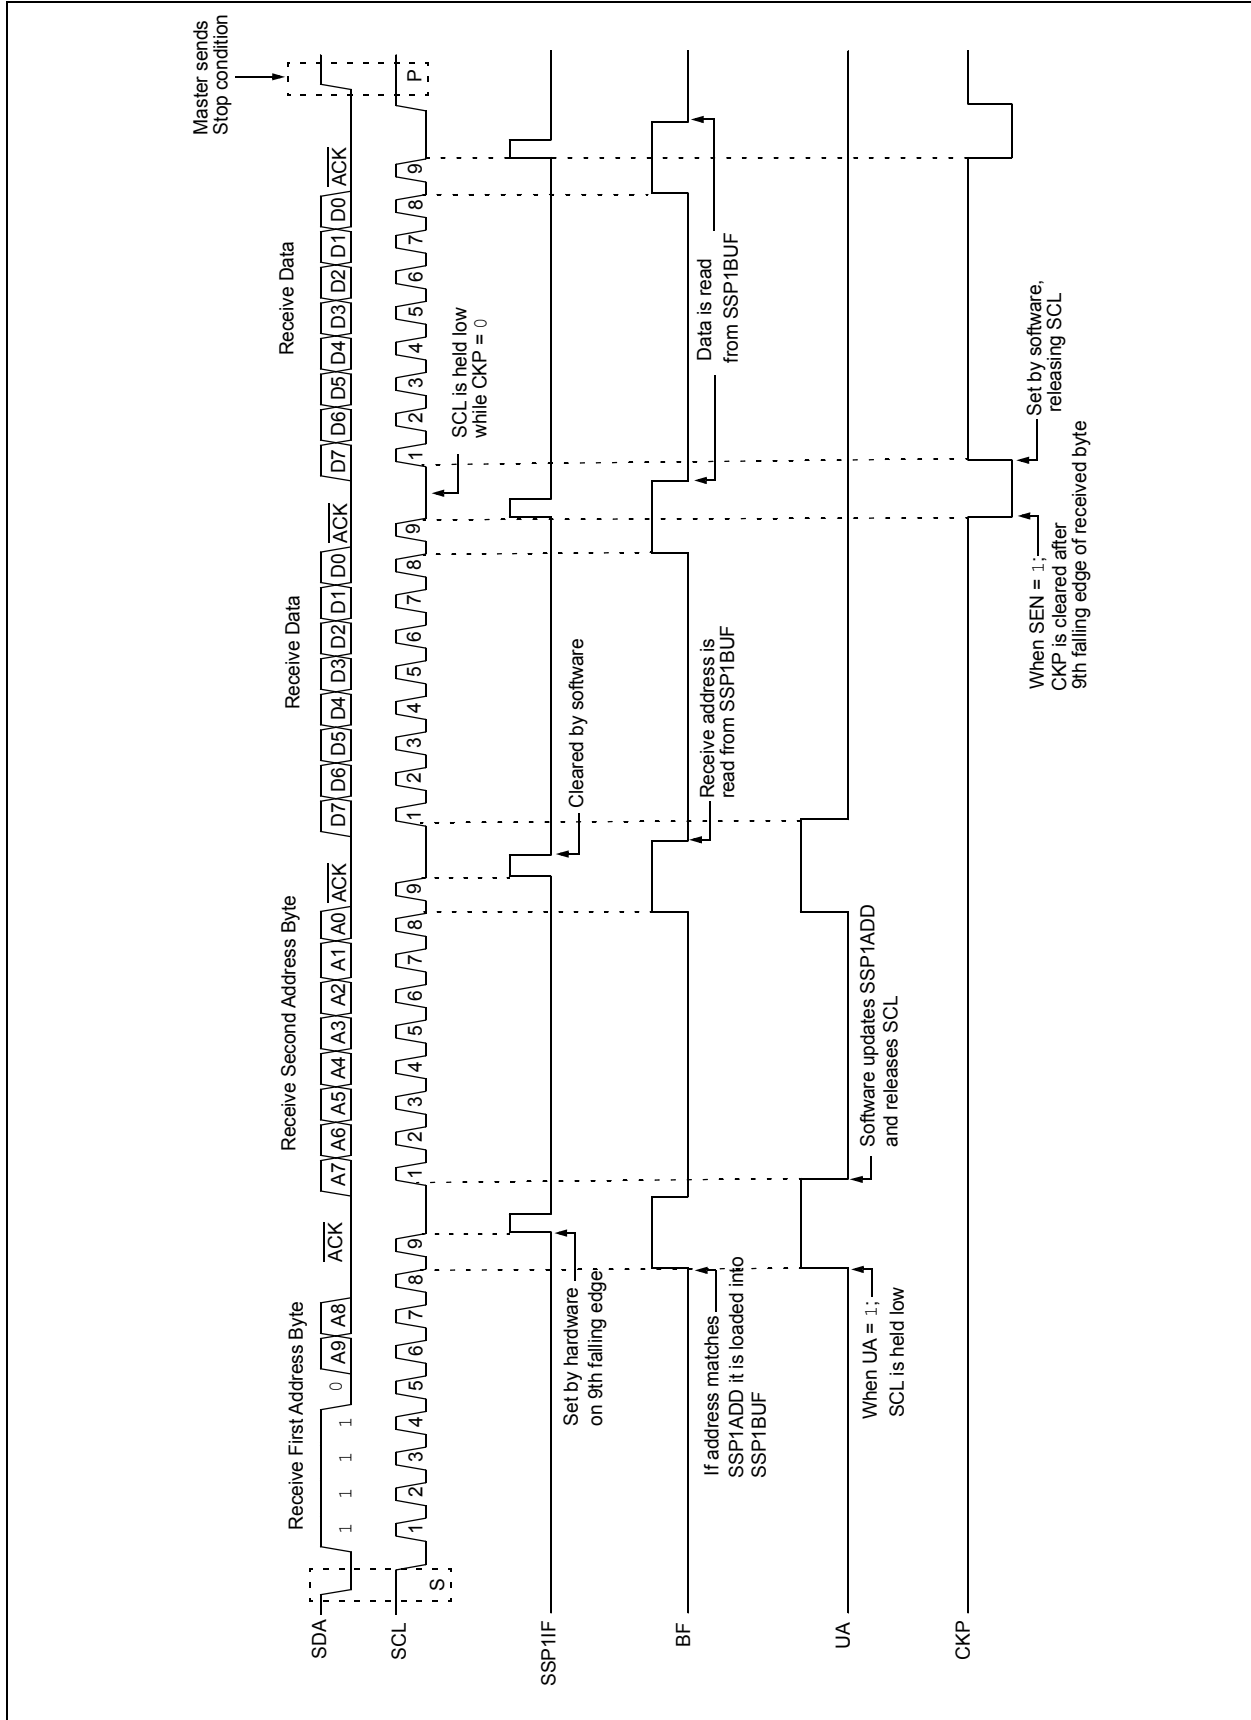 Master sends
Stop condition
Receive First Address Byte
Receive Second Address Byte
Receive Data
Receive Data
SDA
1 1 1 1 0 A9 A8 ACK A7 A6 A5 A4 A3 A2 A1 A0 ACK D7 D6 D5 D4 D3 D2 D1 D0 ACK D7 D6 D5 D4 D3 D2 D1 D0 ACK
SCL
S 1 2 3 4 5 6 7 8 9 1 2 3 4 5 6 7 8 9 1 2 3 4 5 6 7 8 9 1 2 3 4 5 6 7 8 9 P
SCL is held low
while CKP = 0
SSP1IF
Set by hardware
on 9th falling edge
Cleared by software
BF
If address matches
SSP1ADD it is loaded into
SSP1BUF
Receive address is
read from SSP1BUF
Data is read
from SSP1BUF
UA
When UA = 1;
SCL is held low
Software updates SSP1ADD
and releases SCL
CKP
When SEN = 1;
CKP is cleared after
9th falling edge of received byte
Set by software,
releasing SCL